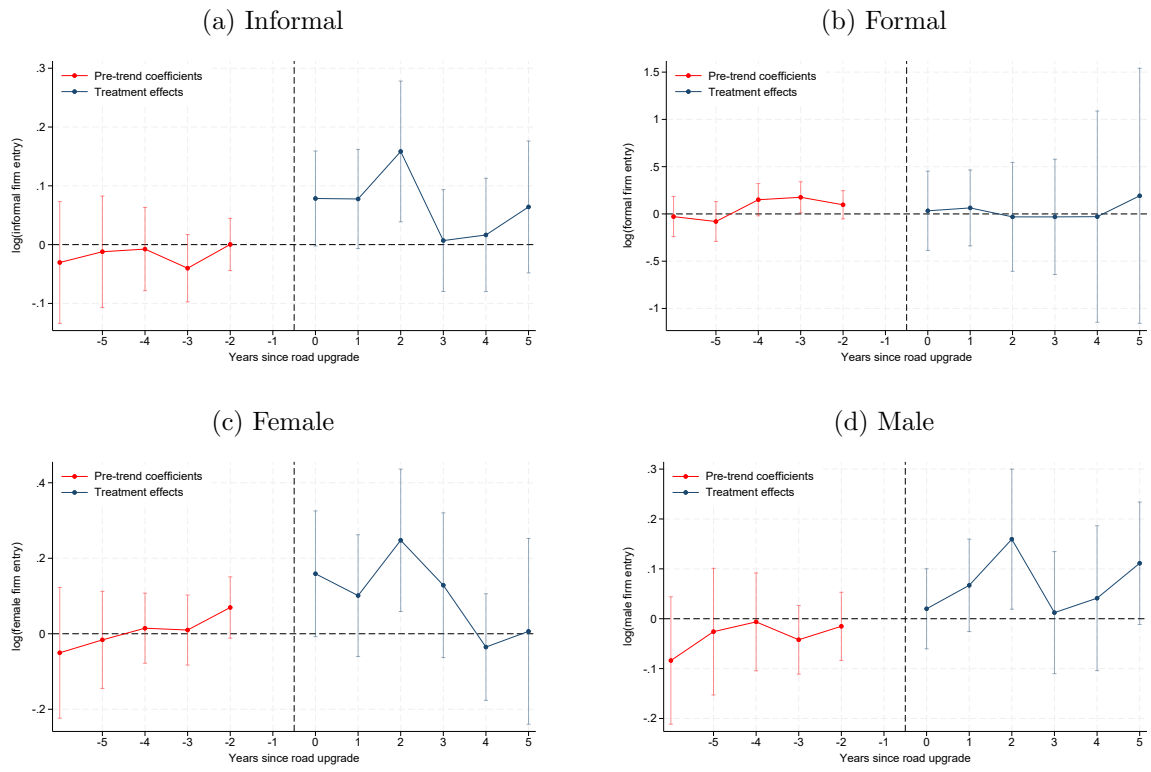 (a) Informal
Pre-trend coefficients
Treatment effects
.3
.2
.1
0
-.1
log(informal firm entry)
-5 -4 -3 -2 -1 0 1 2 3 4 5
Years since road upgrade
(b) Formal
Pre-trend coefficients
Treatment effects
1.5
1
.5
0
-.5
-1
log(formal firm entry)
-5 -4 -3 -2 -1 0 1 2 3 4 5
Years since road upgrade
(c) Female
Pre-trend coefficients
Treatment effects
.4
.2
0
-.2
log(female firm entry)
-5 -4 -3 -2 -1 0 1 2 3 4 5
Years since road upgrade
(d) Male
Pre-trend coefficients
Treatment effects
.3
.2
.1
0
-.1
-.2
log(male firm entry)
-5 -4 -3 -2 -1 0 1 2 3 4 5
Years since road upgrade